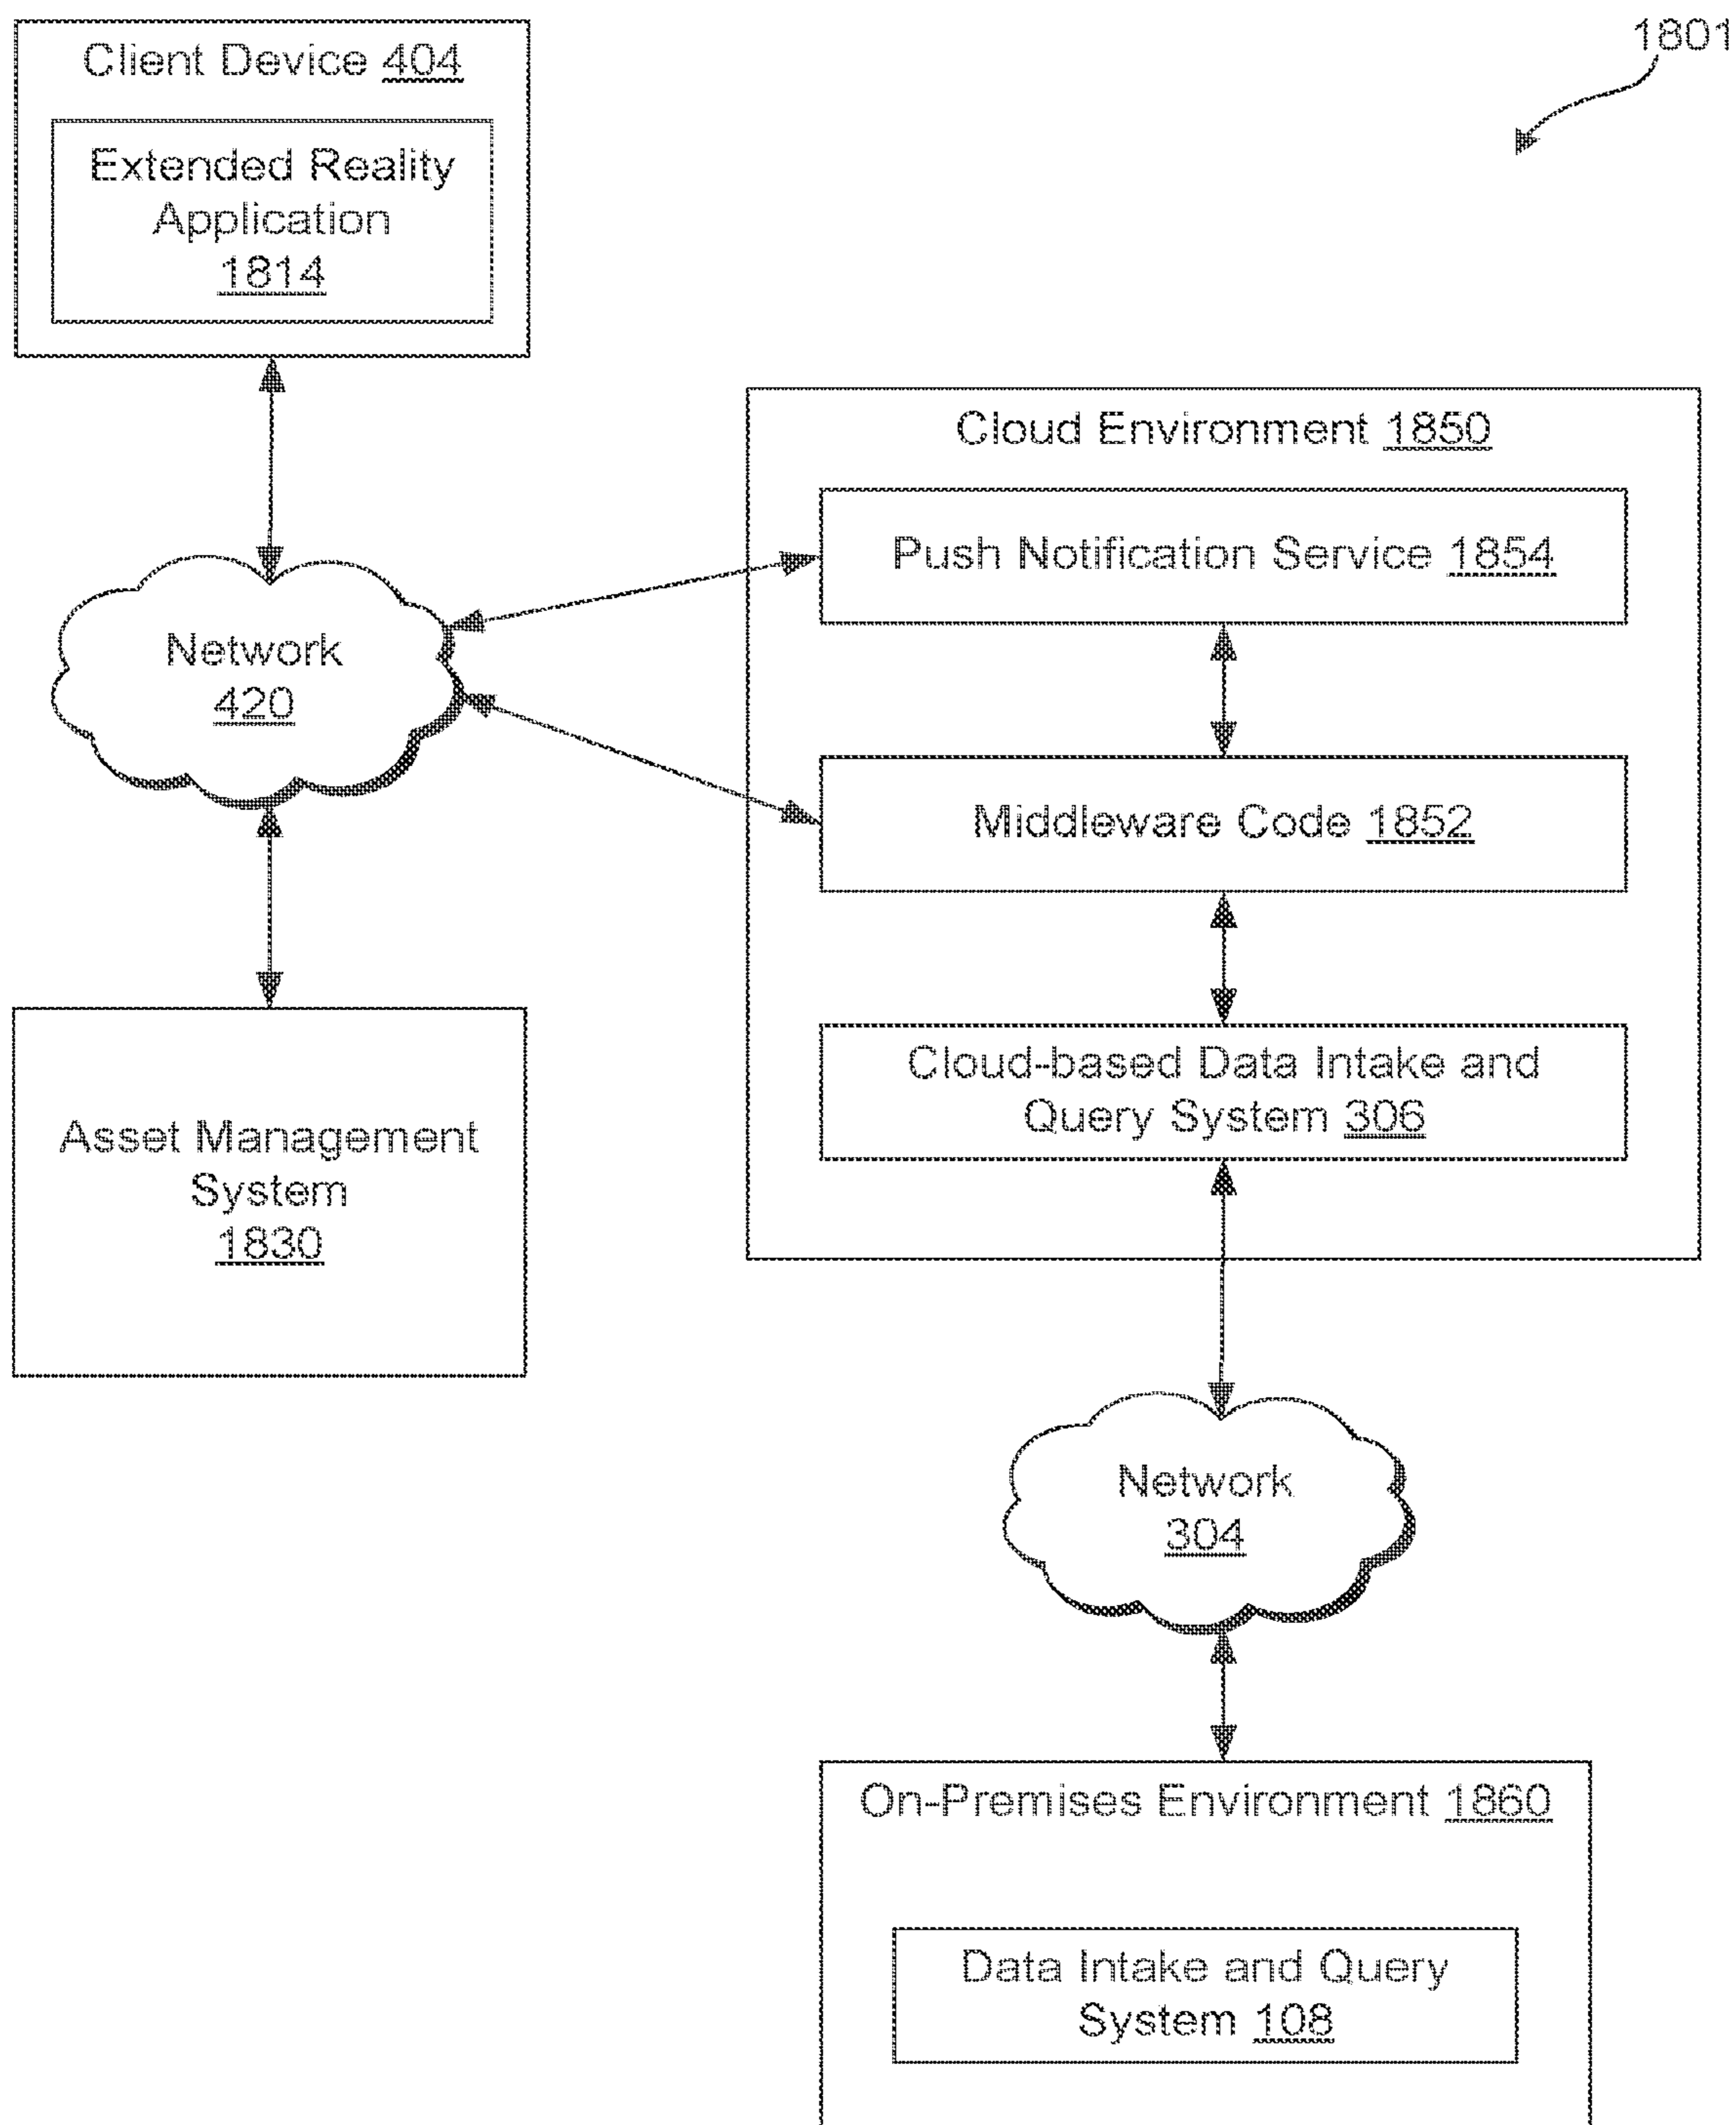 1801
Client Device 404
Extended Reality
Application
1814
Cloud Environment 1850
Push Notification Service 1854
Network
420
Middleware Code 1852
Cloud-based Data Intake and
Query System 306
Asset Management
System
1830
Network
304
On-Premises Environment 1860
Data Intake and Query
System 108